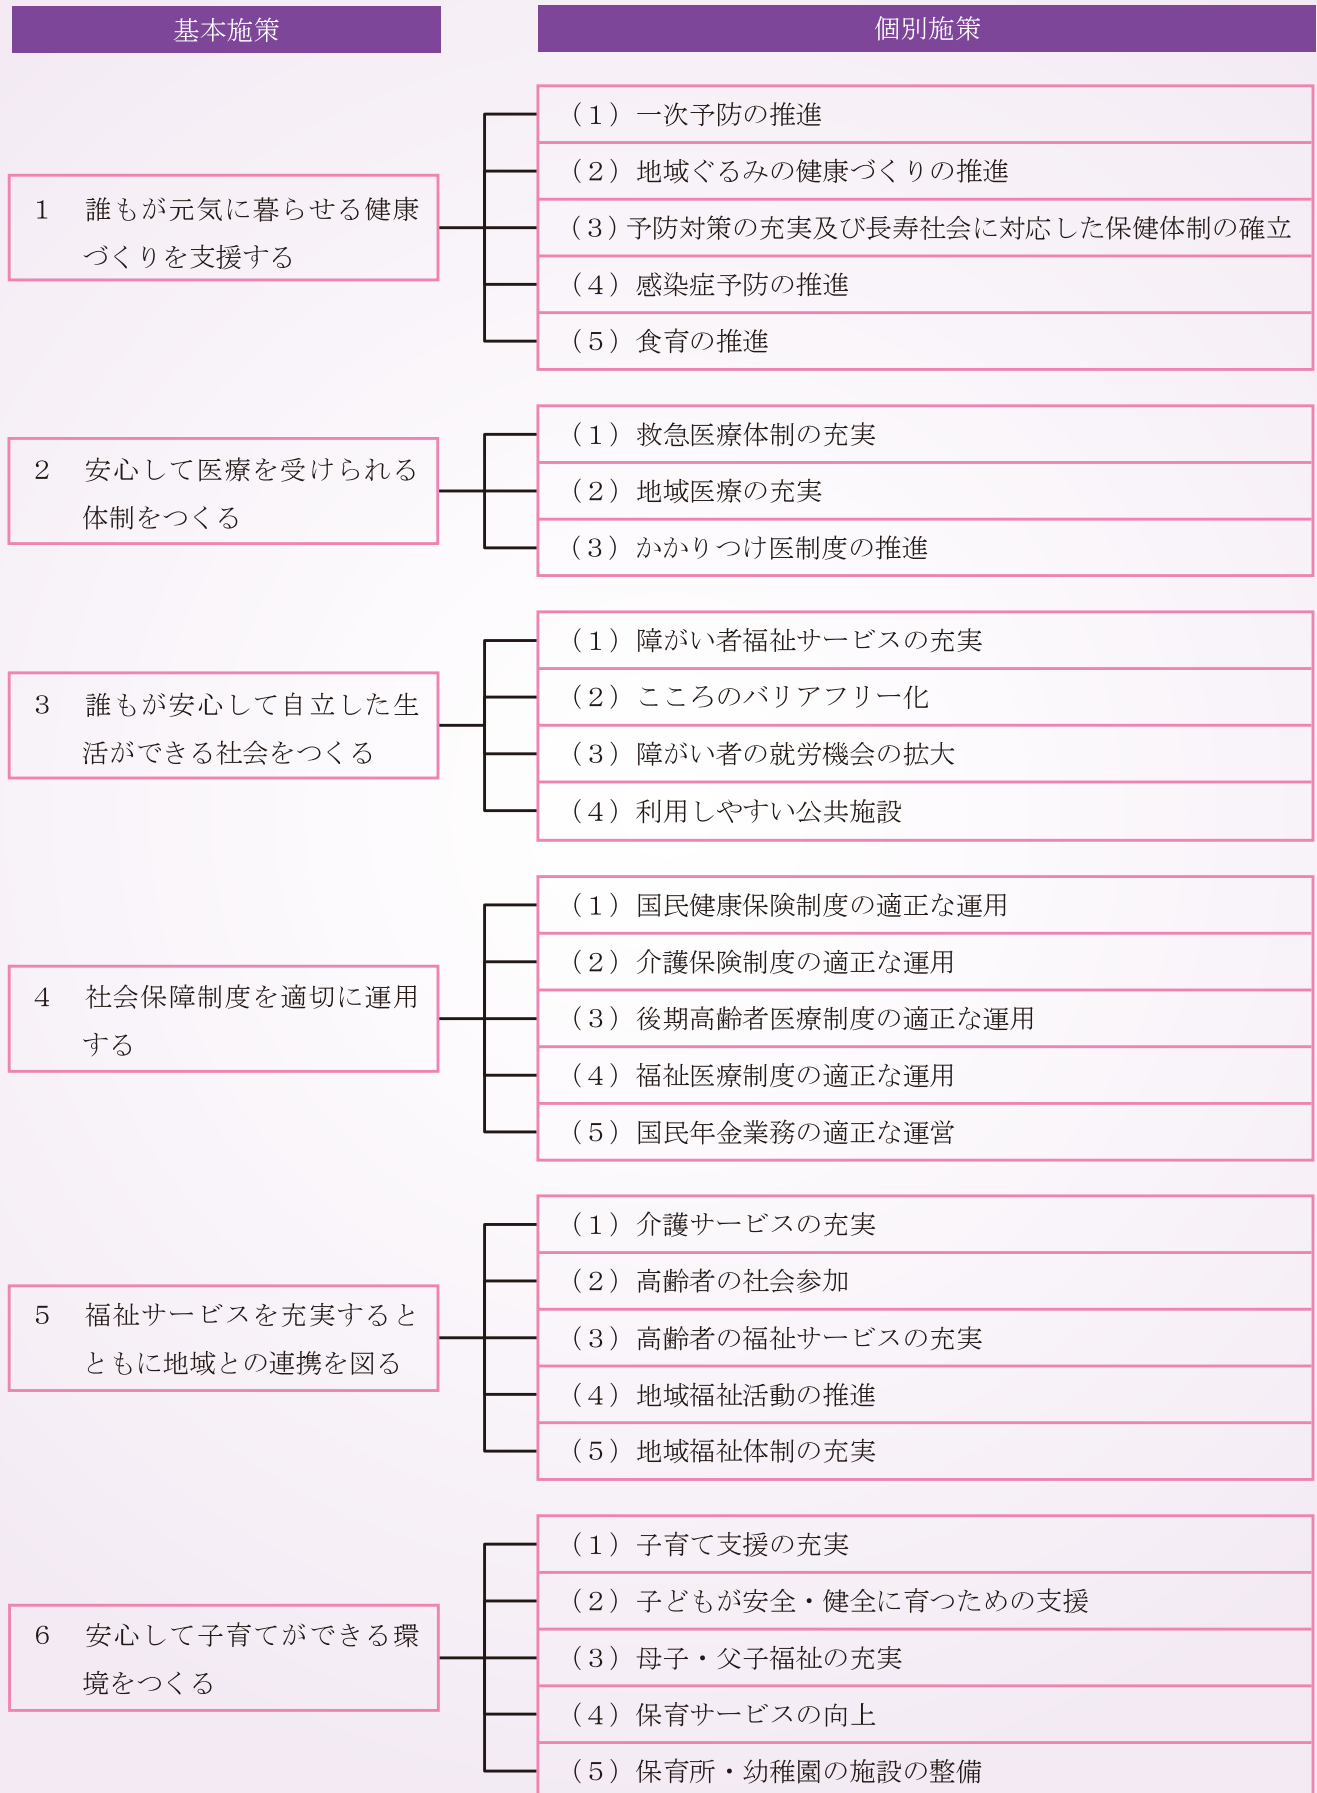 基本施策
個別施策
1 誰もが元気に暮らせる健康
づくりを支援する
（1）一次予防の推進
（2）地域ぐるみの健康づくりの推進
（3）予防対策の充実及び長寿社会に対応した保健体制の確立
（4）感染症予防の推進
（5）食育の推進
2 安心して医療を受けられる
体制をつくる
（1）救急医療体制の充実
（2）地域医療の充実
（3）かかりつけ医制度の推進
3 誰もが安心して自立した生
活ができる社会をつくる
（1）障がい者福祉サービスの充実
（2）こころのバリアフリー化
（3）障がい者の就労機会の拡大
（4）利用しやすい公共施設
4 社会保障制度を適切に運用
する
（1）国民健康保険制度の適正な運用
（2）介護保険制度の適正な運用
（3）後期高齢者医療制度の適正な運用
（4）福祉医療制度の適正な運用
（5）国民年金業務の適正な運営
5 福祉サービスを充実すると
ともに地域との連携を図る
（1）介護サービスの充実
（2）高齢者の社会参加
（3）高齢者の福祉サービスの充実
（4）地域福祉活動の推進
（5）地域福祉体制の充実
6 安心して子育てができる環
境をつくる
（1）子育て支援の充実
（2）子どもが安全・健全に育つための支援
（3）母子・父子福祉の充実
（4）保育サービスの向上
（5）保育所・幼稚園の施設の整備